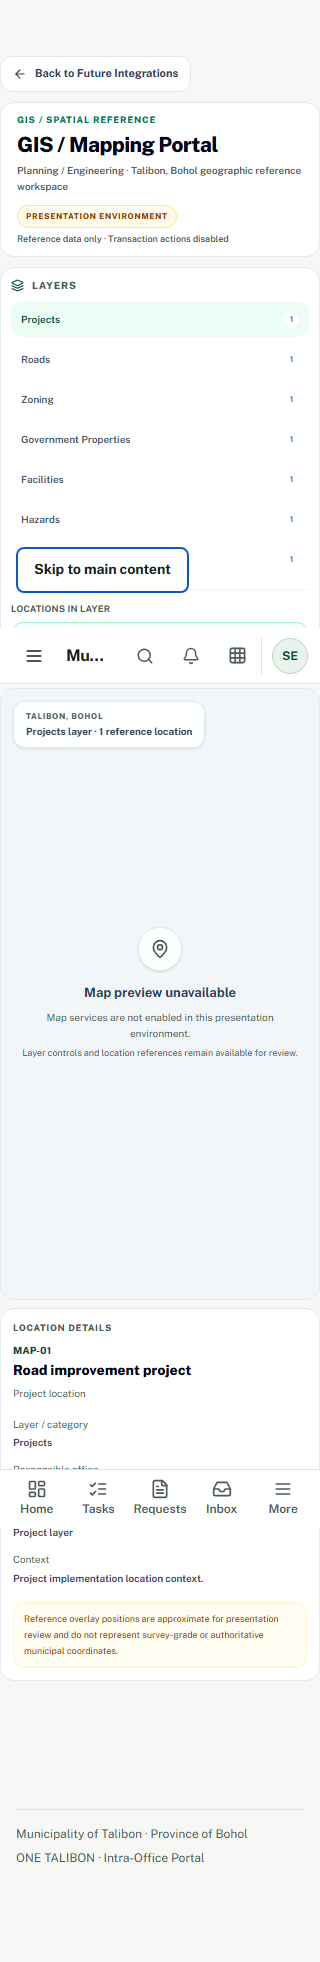 Back to Future Integrations
GIS / SPATIAL REFERENCE
GIS / Mapping Portal
Planning / Engineering · Talibon, Bohol geographic reference
workspace
PRESENTATION ENVIRONMENT
Reference data only · Transaction actions disabled
LAYERS
Projects 1
Roads 1
Zoning 1
Government Properties 1
Facilities 1
Hazards 1
1
Skip to main content
LOCATIONS IN LAYER
Mu... SE
TALIBON, BOHOL
Projects layer · 1 reference location
Map preview unavailable
Map services are not enabled in this presentation
environment.
Layer controls and location references remain available for review.
LOCATION DETAILS
MAP-01
Road improvement project
Project location
Layer / category
Projects
Responsible office
Home Tasks Requests Inbox More
Project layer
Context
Project implementation location context.
Reference overlay positions are approximate for presentation
review and do not represent survey-grade or authoritative
municipal coordinates.
Municipality of Talibon · Province of Bohol
ONE TALIBON · Intra-Office Portal